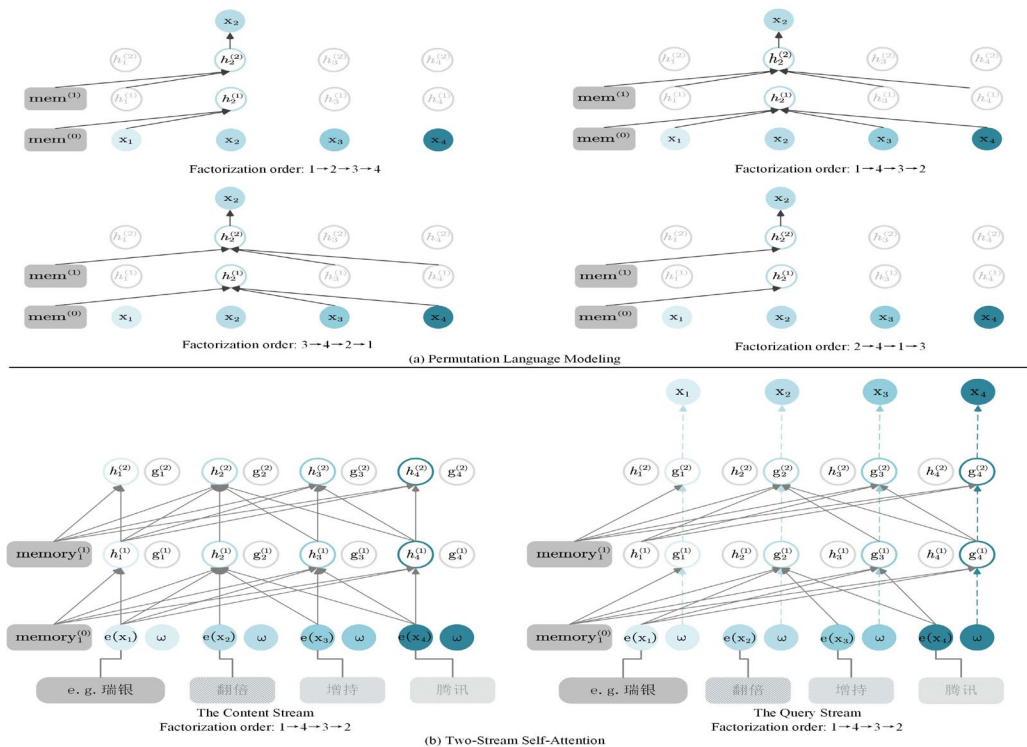 x₂ x₂
h₁⁽²⁾ h₂⁽²⁾ h₃⁽²⁾ h₄⁽²⁾ h₁⁽²⁾ h₂⁽²⁾ h₃⁽²⁾ h₄⁽²⁾
mem⁽¹⁾ h₁⁽¹⁾ h₂⁽¹⁾ h₃⁽¹⁾ h₄⁽¹⁾ mem⁽¹⁾ h₁⁽¹⁾ h₂⁽¹⁾ h₃⁽¹⁾ h₄⁽¹⁾
mem⁽⁰⁾ x₁ x₂ x₃ x₄ mem⁽⁰⁾ x₁ x₂ x₃ x₄
Factorization order: 1→2→3→4 Factorization order: 1→4→3→2
x₂ x₂
h₁⁽²⁾ h₂⁽²⁾ h₃⁽²⁾ h₄⁽²⁾ h₁⁽²⁾ h₂⁽²⁾ h₃⁽²⁾ h₄⁽²⁾
mem⁽¹⁾ h₁⁽¹⁾ h₂⁽¹⁾ h₃⁽¹⁾ h₄⁽¹⁾ mem⁽¹⁾ h₁⁽¹⁾ h₂⁽¹⁾ h₃⁽¹⁾ h₄⁽¹⁾
mem⁽⁰⁾ x₁ x₂ x₃ x₄ mem⁽⁰⁾ x₁ x₂ x₃ x₄
Factorization order: 3→4→2→1 Factorization order: 2→4→1→3
(a) Permutation Language Modeling
x₁ x₂ x₃ x₄
h₁⁽²⁾ g₁⁽²⁾ h₂⁽²⁾ g₂⁽²⁾ h₃⁽²⁾ g₃⁽²⁾ h₄⁽²⁾ g₄⁽²⁾ h₁⁽²⁾ g₁⁽²⁾ h₂⁽²⁾ g₂⁽²⁾ h₃⁽²⁾ g₃⁽²⁾ h₄⁽²⁾ g₄⁽²⁾
memory₁⁽¹⁾ h₁⁽¹⁾ g₁⁽¹⁾ h₂⁽¹⁾ g₂⁽¹⁾ h₃⁽¹⁾ g₃⁽¹⁾ h₄⁽¹⁾ g₄⁽¹⁾ memory₁⁽¹⁾ h₁⁽¹⁾ g₁⁽¹⁾ h₂⁽¹⁾ g₂⁽¹⁾ h₃⁽¹⁾ g₃⁽¹⁾ h₄⁽¹⁾ g₄⁽¹⁾
memory₁⁽⁰⁾ e(x₁) ω e(x₂) ω e(x₃) ω e(x₄) ω memory₁⁽⁰⁾ e(x₁) ω e(x₂) ω e(x₃) ω e(x₄) ω
e.g.瑞银 翻倍 增持 腾讯 e.g.瑞银 翻倍 增持 腾讯
The Content Stream The Query Stream
Factorization order: 1→4→3→2 Factorization order: 1→4→3→2
(b) Two-Stream Self-Attention